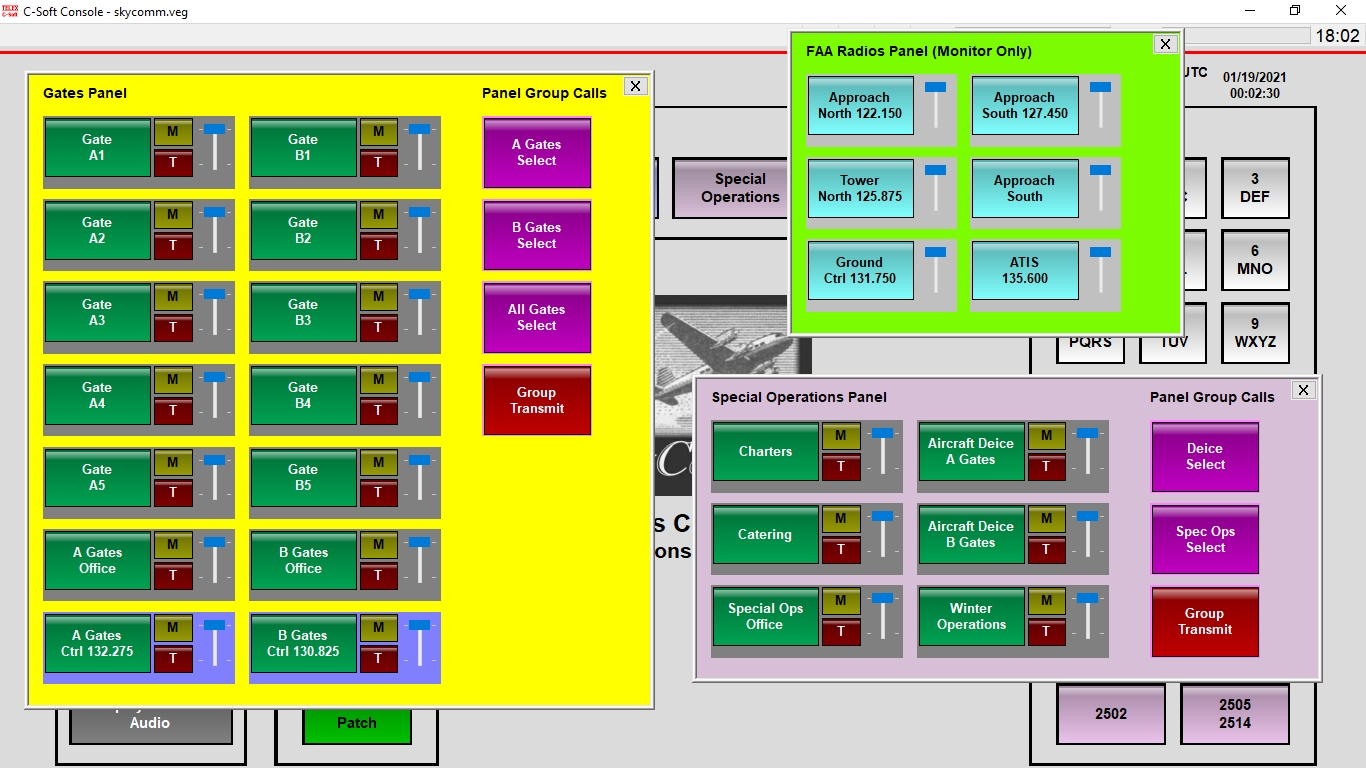 TELEX
C-Soft
C-Soft Console - skycomm.veg
18:02
UTC
01/19/2021
00:02:30
Gates Panel
Panel Group Calls
X
Gate
A1
M
T
Gate
B1
M
T
A Gates
Select
Gate
A2
M
T
Gate
B2
M
T
B Gates
Select
Gate
A3
M
T
Gate
B3
M
T
All Gates
Select
Gate
A4
M
T
Gate
B4
M
T
Group
Transmit
Gate
A5
M
T
Gate
B5
M
T
A Gates
Office
M
T
B Gates
Office
M
T
A Gates
Ctrl 132.275
M
T
B Gates
Ctrl 130.825
M
T
Audio
Patch
Special
Operations
FAA Radios Panel (Monitor Only)
X
Approach
North 122.150
Approach
South 127.450
Tower
North 125.875
Approach
South
Ground
Ctrl 131.750
ATIS
135.600
3
DEF
6
MNO
PQRS
TUV
9
WXYZ
Special Operations Panel
Panel Group Calls
X
Charters
M
T
Aircraft Deice
A Gates
M
T
Deice
Select
Catering
M
T
Aircraft Deice
B Gates
M
T
Spec Ops
Select
Special Ops
Office
M
T
Winter
Operations
M
T
Group
Transmit
2502
2505
2514